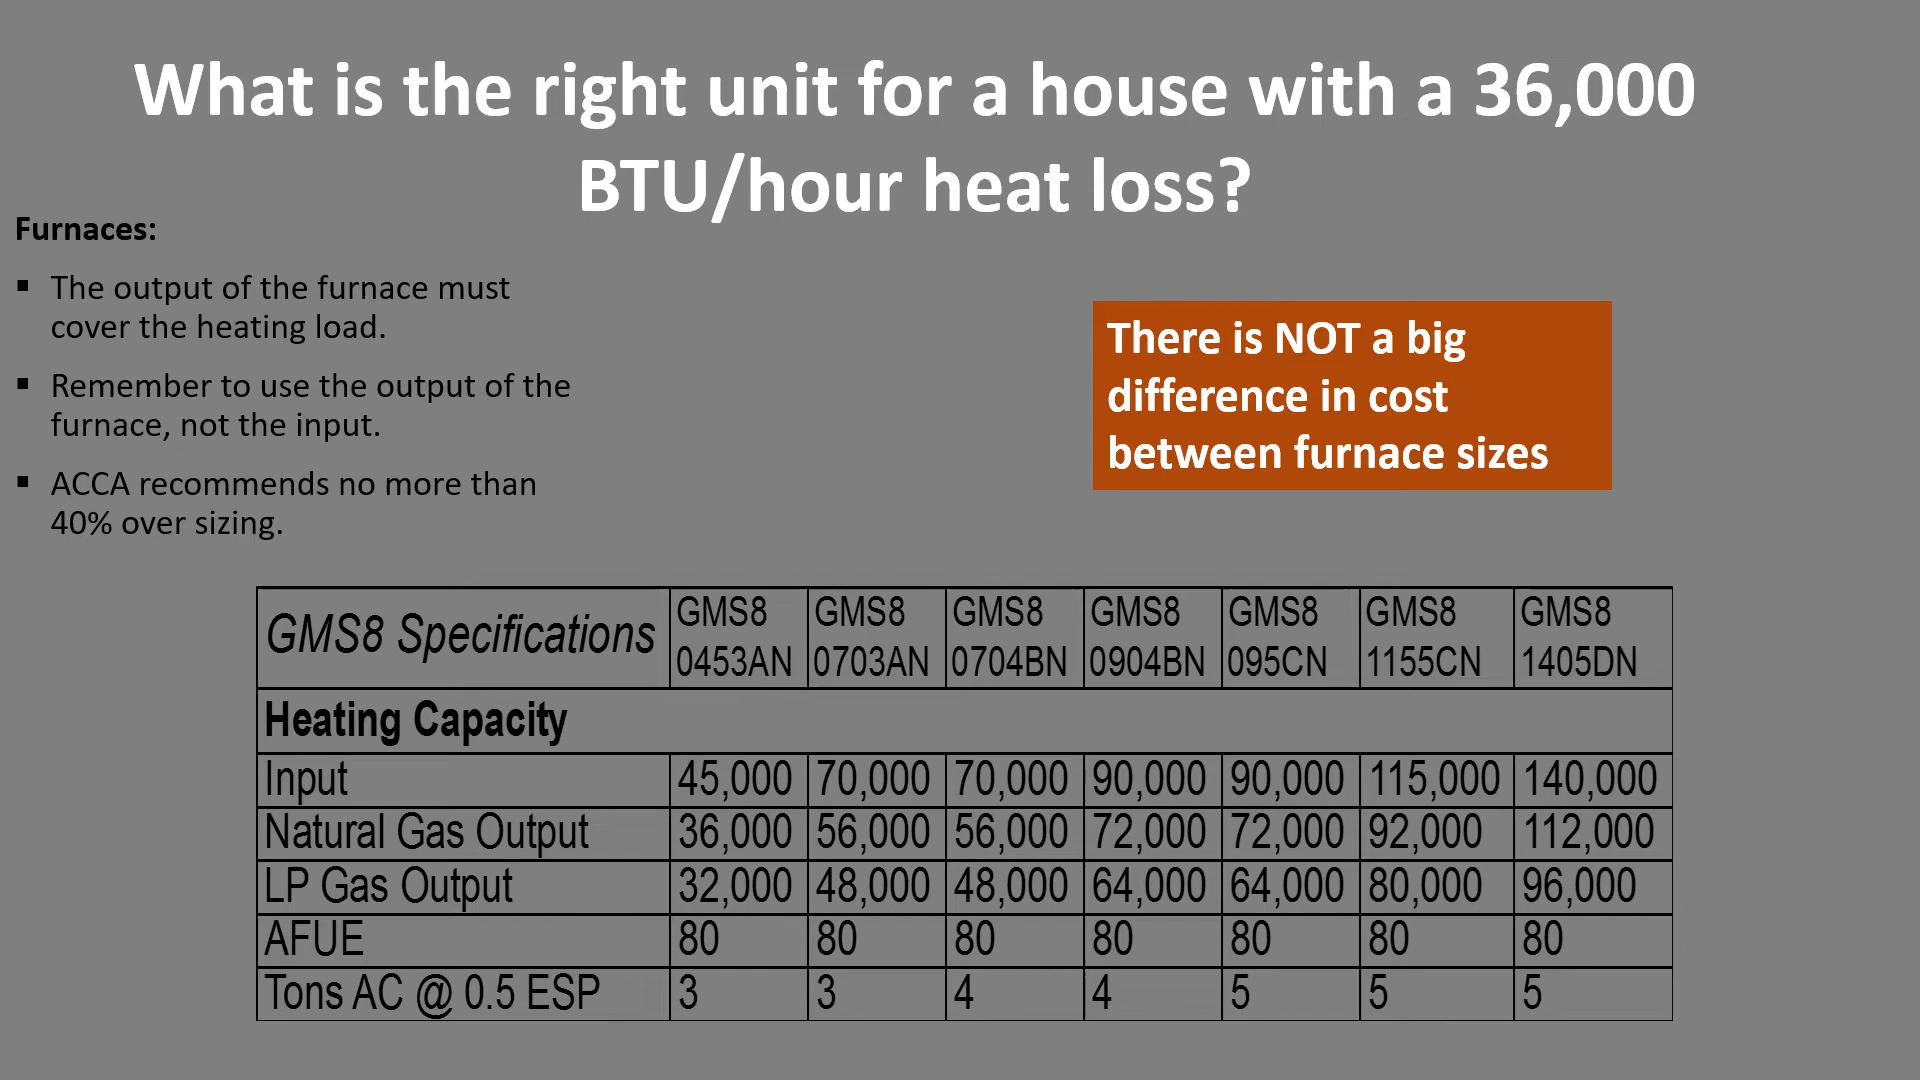 What is the right unit for a house with a 36,000
BTU/hour heat loss?
Furnaces:
▪ The output of the furnace must
cover the heating load.
▪ Remember to use the output of the
furnace, not the input.
▪ ACCA recommends no more than
40% over sizing.
There is NOT a big
difference in cost
between furnace sizes
GMS8 Specifications GMS8 0453AN GMS8 0703AN GMS8 0704BN GMS8 0904BN GMS8 095CN GMS8 1155CN GMS8 1405DN
Heating Capacity
Input 45,000 70,000 70,000 90,000 90,000 115,000 140,000
Natural Gas Output 36,000 56,000 56,000 72,000 72,000 92,000 112,000
LP Gas Output 32,000 48,000 48,000 64,000 64,000 80,000 96,000
AFUE 80 80 80 80 80 80 80
Tons AC @ 0.5 ESP 3 3 4 4 5 5 5